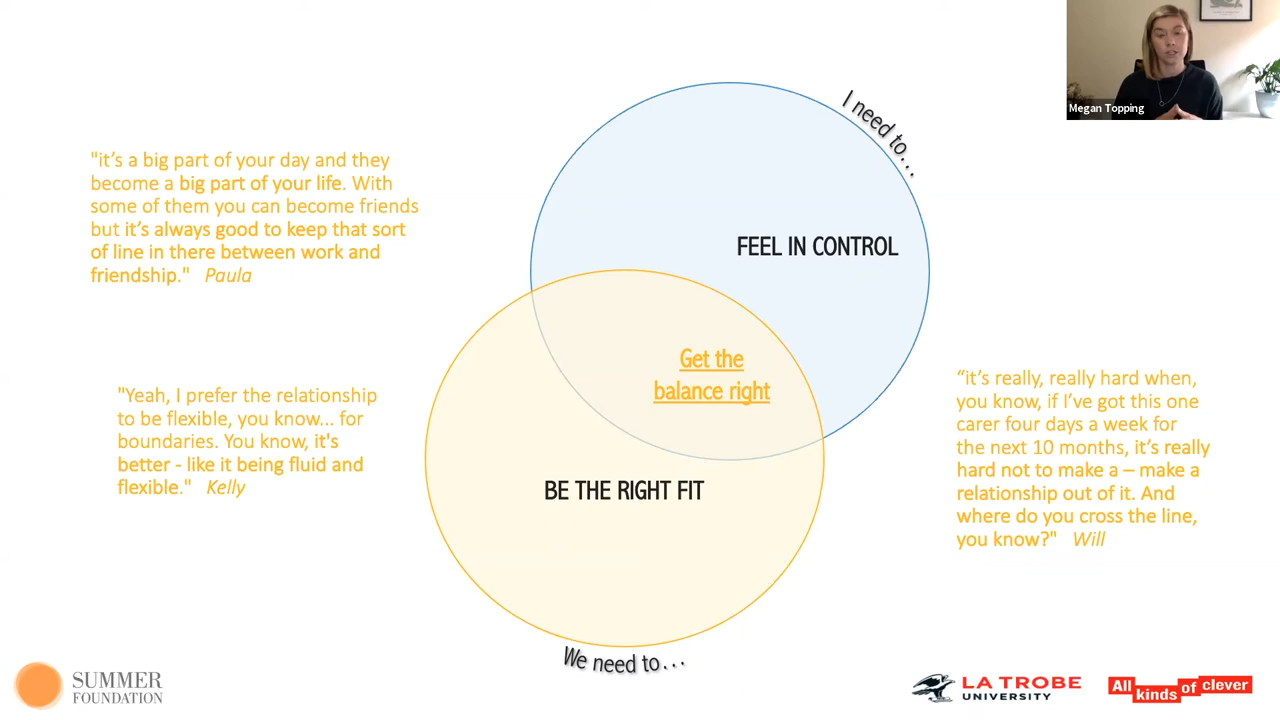 Megan Topping
I need to...
"it's a big part of your day and they
become a big part of your life. With
some of them you can become friends
but it's always good to keep that sort
of line in there between work and
friendship." Paula
FEEL IN CONTROL
Get the
balance right
"Yeah, I prefer the relationship
to be flexible, you know... for
boundaries. You know, it's
better - like it being fluid and
flexible." Kelly
“it’s really, really hard when,
you know, if I’ve got this one
carer four days a week for
the next 10 months, it’s really
hard not to make a – make a
relationship out of it. And
where do you cross the line,
you know?" Will
BE THE RIGHT FIT
We need to...
SUMMER
FOUNDATION
LA TROBE
UNIVERSITY
All kinds of clever